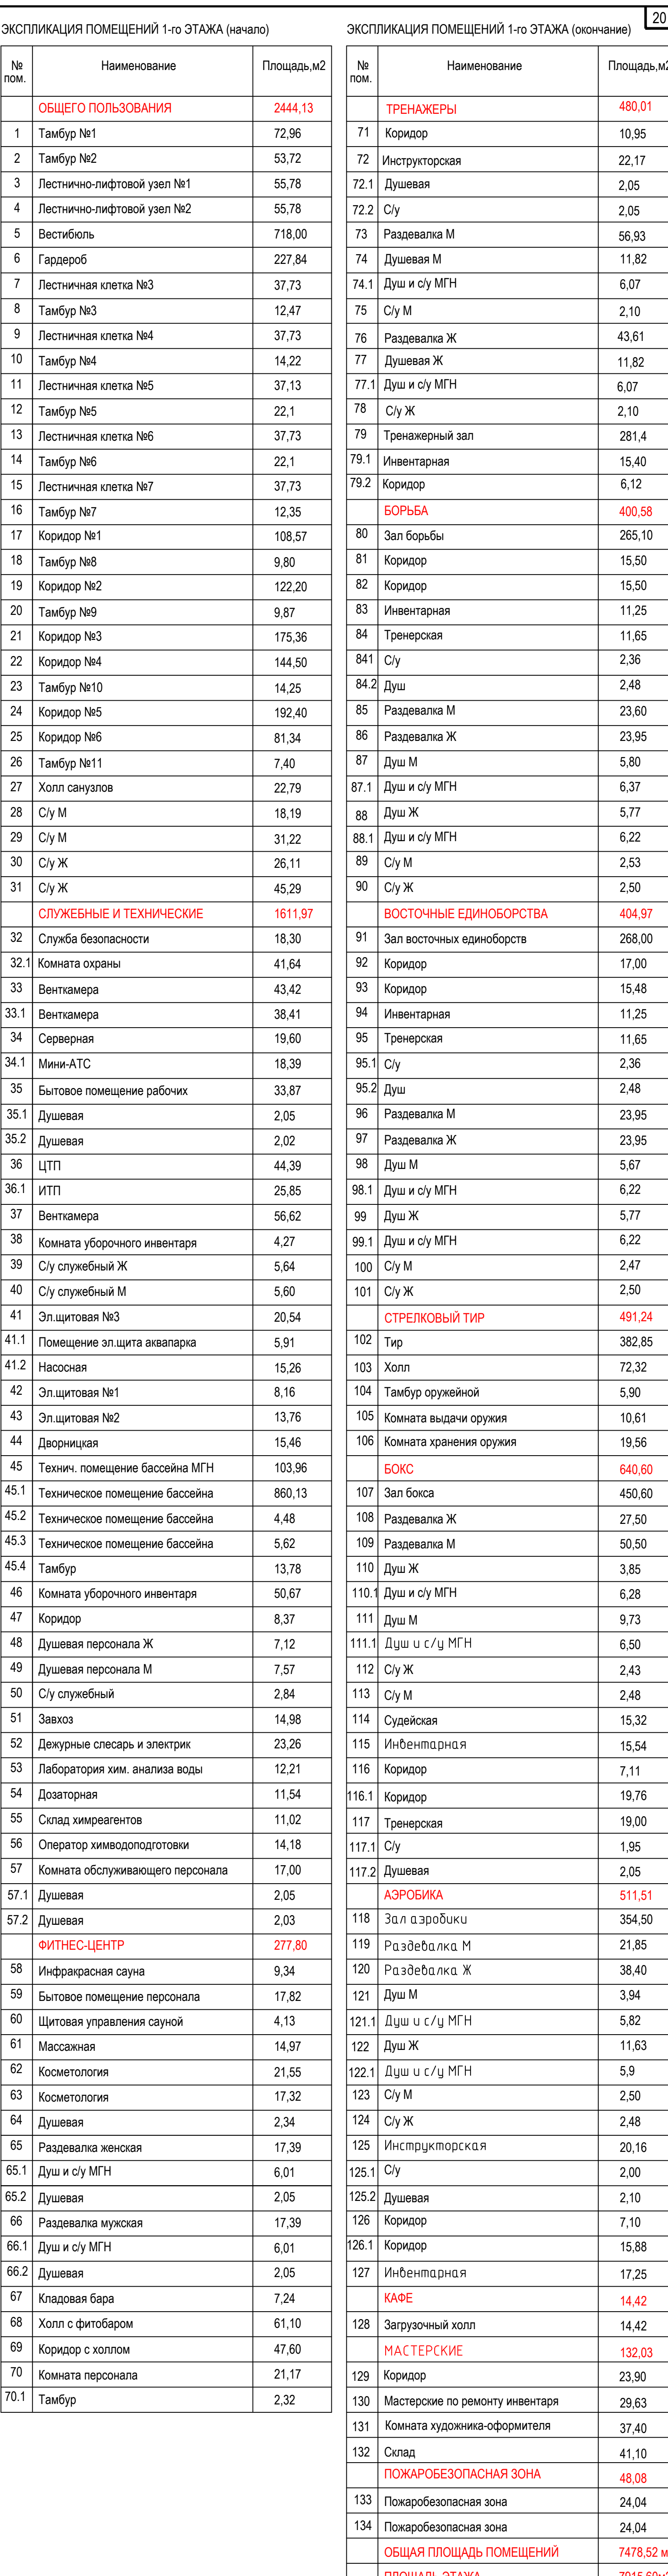 20
ЭКСПЛИКАЦИЯ ПОМЕЩЕНИЙ 1-го ЭТАЖА (начало)
№ пом. Наименование Площадь,м2
ОБЩЕГО ПОЛЬЗОВАНИЯ 2444,13
1 Тамбур №1 72,96
2 Тамбур №2 53,72
3 Лестнично-лифтовый узел №1 55,78
4 Лестнично-лифтовый узел №2 55,78
5 Вестибюль 718,00
6 Гардероб 227,84
7 Лестничная клетка №3 37,73
8 Тамбур №3 12,47
9 Лестничная клетка №4 37,73
10 Тамбур №4 14,22
11 Лестничная клетка №5 37,13
12 Тамбур №5 22,1
13 Лестничная клетка №6 37,73
14 Тамбур №6 22,1
15 Лестничная клетка №7 37,73
16 Тамбур №7 12,35
17 Коридор №1 108,57
18 Тамбур №8 9,80
19 Коридор №2 122,20
20 Тамбур №9 9,87
21 Коридор №3 175,36
22 Коридор №4 144,50
23 Тамбур №10 14,25
24 Коридор №5 192,40
25 Коридор №6 81,34
26 Тамбур №11 7,40
27 Холл санузлов 22,79
28 С/у М 18,19
29 С/у М 31,22
30 С/у Ж 26,11
31 С/у Ж 45,29
СЛУЖЕБНЫЕ И ТЕХНИЧЕСКИЕ 1611,97
32 Служба безопасности 18,30
32.1 Комната охраны 41,64
33 Венткамера 43,42
33.1 Венткамера 38,41
34 Серверная 19,60
34.1 Мини-АТС 18,39
35 Бытовое помещение рабочих 33,87
35.1 Душевая 2,05
35.2 Душевая 2,02
36 ЦТП 44,39
36.1 ИТП 25,85
37 Венткамера 56,62
38 Комната уборочного инвентаря 4,27
39 С/у служебный Ж 5,64
40 С/у служебный М 5,60
41 Эл.щитовая №3 20,54
41.1 Помещение эл.щита аквапарка 5,91
41.2 Насосная 15,26
42 Эл.щитовая №1 8,16
43 Эл.щитовая №2 13,76
44 Дворницкая 15,46
45 Технич. помещение бассейна МГН 103,96
45.1 Техническое помещение бассейна 860,13
45.2 Техническое помещение бассейна 4,48
45.3 Техническое помещение бассейна 5,62
45.4 Тамбур 13,78
46 Комната уборочного инвентаря 50,67
47 Коридор 8,37
48 Душевая персонала Ж 7,12
49 Душевая персонала М 7,57
50 С/у служебный 2,84
51 Завхоз 14,98
52 Дежурные слесарь и электрик 23,26
53 Лаборатория хим. анализа воды 12,21
54 Дозаторная 11,54
55 Склад химреагентов 11,02
56 Оператор химводоподготовки 14,18
57 Комната обслуживающего персонала 17,00
57.1 Душевая 2,05
57.2 Душевая 2,03
ФИТНЕС-ЦЕНТР 277,80
58 Инфракрасная сауна 9,34
59 Бытовое помещение персонала 17,82
60 Щитовая управления сауной 4,13
61 Массажная 14,97
62 Косметология 21,55
63 Косметология 17,32
64 Душевая 2,34
65 Раздевалка женская 17,39
65.1 Душ и с/у МГН 6,01
65.2 Душевая 2,05
66 Раздевалка мужская 17,39
66.1 Душ и с/у МГН 6,01
66.2 Душевая 2,05
67 Кладовая бара 7,24
68 Холл с фитобаром 61,10
69 Коридор с холлом 47,60
70 Комната персонала 21,17
70.1 Тамбур 2,32
ЭКСПЛИКАЦИЯ ПОМЕЩЕНИЙ 1-го ЭТАЖА (окончание)
№ пом. Наименование Площадь,м2
ТРЕНАЖЕРЫ 480,01
71 Коридор 10,95
72 Инструкторская 22,17
72.1 Душевая 2,05
72.2 С/у 2,05
73 Раздевалка М 56,93
74 Душевая М 11,82
74.1 Душ и с/у МГН 6,07
75 С/у М 2,10
76 Раздевалка Ж 43,61
77 Душевая Ж 11,82
77.1 Душ и с/у МГН 6,07
78 С/у Ж 2,10
79 Тренажерный зал 281,4
79.1 Инвентарная 15,40
79.2 Коридор 6,12
БОРЬБА 400,58
80 Зал борьбы 265,10
81 Коридор 15,50
82 Коридор 15,50
83 Инвентарная 11,25
84 Тренерская 11,65
841 С/у 2,36
84.2 Душ 2,48
85 Раздевалка М 23,60
86 Раздевалка Ж 23,95
87 Душ М 5,80
87.1 Душ и с/у МГН 6,37
88 Душ Ж 5,77
88.1 Душ и с/у МГН 6,22
89 С/у М 2,53
90 С/у Ж 2,50
ВОСТОЧНЫЕ ЕДИНОБОРСТВА 404,97
91 Зал восточных единоборств 268,00
92 Коридор 17,00
93 Коридор 15,48
94 Инвентарная 11,25
95 Тренерская 11,65
95.1 С/у 2,36
95.2 Душ 2,48
96 Раздевалка М 23,95
97 Раздевалка Ж 23,95
98 Душ М 5,67
98.1 Душ и с/у МГН 6,22
99 Душ Ж 5,77
99.1 Душ и с/у МГН 6,22
100 С/у М 2,47
101 С/у Ж 2,50
СТРЕЛКОВЫЙ ТИР 491,24
102 Тир 382,85
103 Холл 72,32
104 Тамбур оружейной 5,90
105 Комната выдачи оружия 10,61
106 Комната хранения оружия 19,56
БОКС 640,60
107 Зал бокса 450,60
108 Раздевалка Ж 27,50
109 Раздевалка М 50,50
110 Душ Ж 3,85
110.1 Душ и с/у МГН 6,28
111 Душ М 9,73
111.1 Душ и с/у МГН 6,50
112 С/у Ж 2,43
113 С/у М 2,48
114 Судейская 15,32
115 Инвентарная 15,54
116 Коридор 7,11
116.1 Коридор 19,76
117 Тренерская 19,00
117.1 С/у 1,95
117.2 Душевая 2,05
АЭРОБИКА 511,51
118 Зал аэробики 354,50
119 Раздевалка М 21,85
120 Раздевалка Ж 38,40
121 Душ М 3,94
121.1 Душ и с/у МГН 5,82
122 Душ Ж 11,63
122.1 Душ и с/у МГН 5,9
123 С/у М 2,50
124 С/у Ж 2,48
125 Инструкторская 20,16
125.1 С/у 2,00
125.2 Душевая 2,10
126 Коридор 7,10
126.1 Коридор 15,88
127 Инвентарная 17,25
КАФЕ 14,42
128 Загрузочный холл 14,42
МАСТЕРСКИЕ 132,03
129 Коридор 23,90
130 Мастерские по ремонту инвентаря 29,63
131 Комната художника-оформителя 37,40
132 Склад 41,10
ПОЖАРОБЕЗОПАСНАЯ ЗОНА 48,08
133 Пожаробезопасная зона 24,04
134 Пожаробезопасная зона 24,04
ОБЩАЯ ПЛОЩАДЬ ПОМЕЩЕНИЙ 7478,52 м
ПЛОЩАДЬ ЭТАЖА